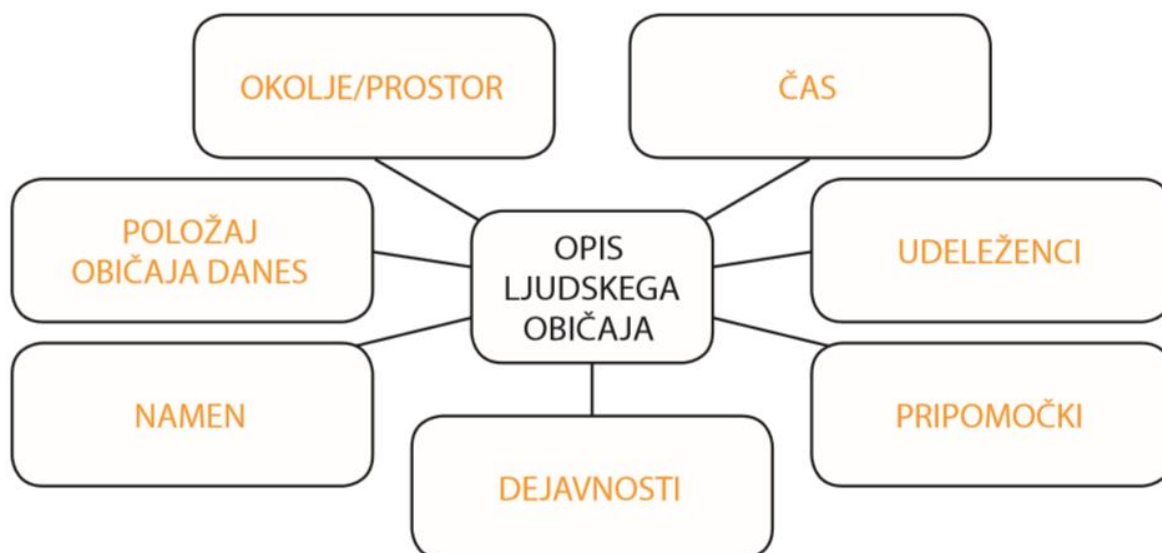 OKOLJE/PROSTOR
ČAS
POLOŽAJ
OBIČAJA DANES
OPIS
LJUDSKEGA
OBIČAJA
UDELEŽENCI
NAMEN
PRIPOMOČKI
DEJAVNOSTI